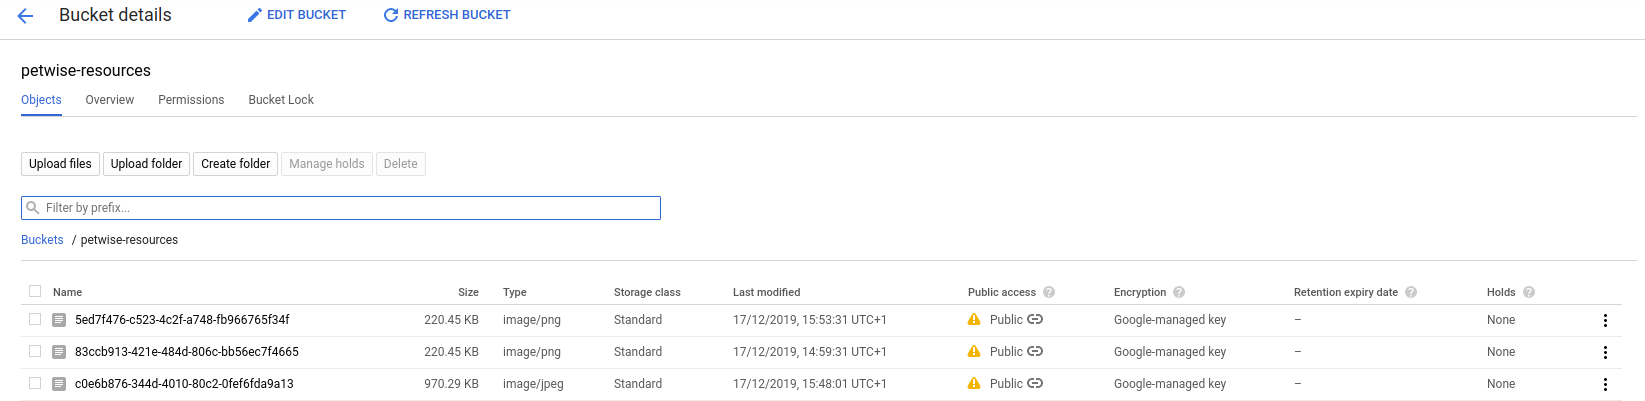 Bucket details EDIT BUCKET REFRESH BUCKET
petwise-resources
Objects Overview Permissions Bucket Lock
Upload files Upload folder Create folder Manage holds Delete
Filter by prefix...
Buckets / petwise-resources
Name Size Type Storage class Last modified Public access ? Encryption ? Retention expiry date ? Holds ?
5ed7f476-c523-4c2f-a748-fb966765f34f 220.45 KB image/png Standard 17/12/2019, 15:53:31 UTC+1 Public Google-managed key – None
83ccb913-421e-484d-806c-bb56ec7f4665 220.45 KB image/png Standard 17/12/2019, 14:59:31 UTC+1 Public Google-managed key – None
c0e6b876-344d-4010-80c2-0fef6fda9a13 970.29 KB image/jpeg Standard 17/12/2019, 15:48:01 UTC+1 Public Google-managed key – None